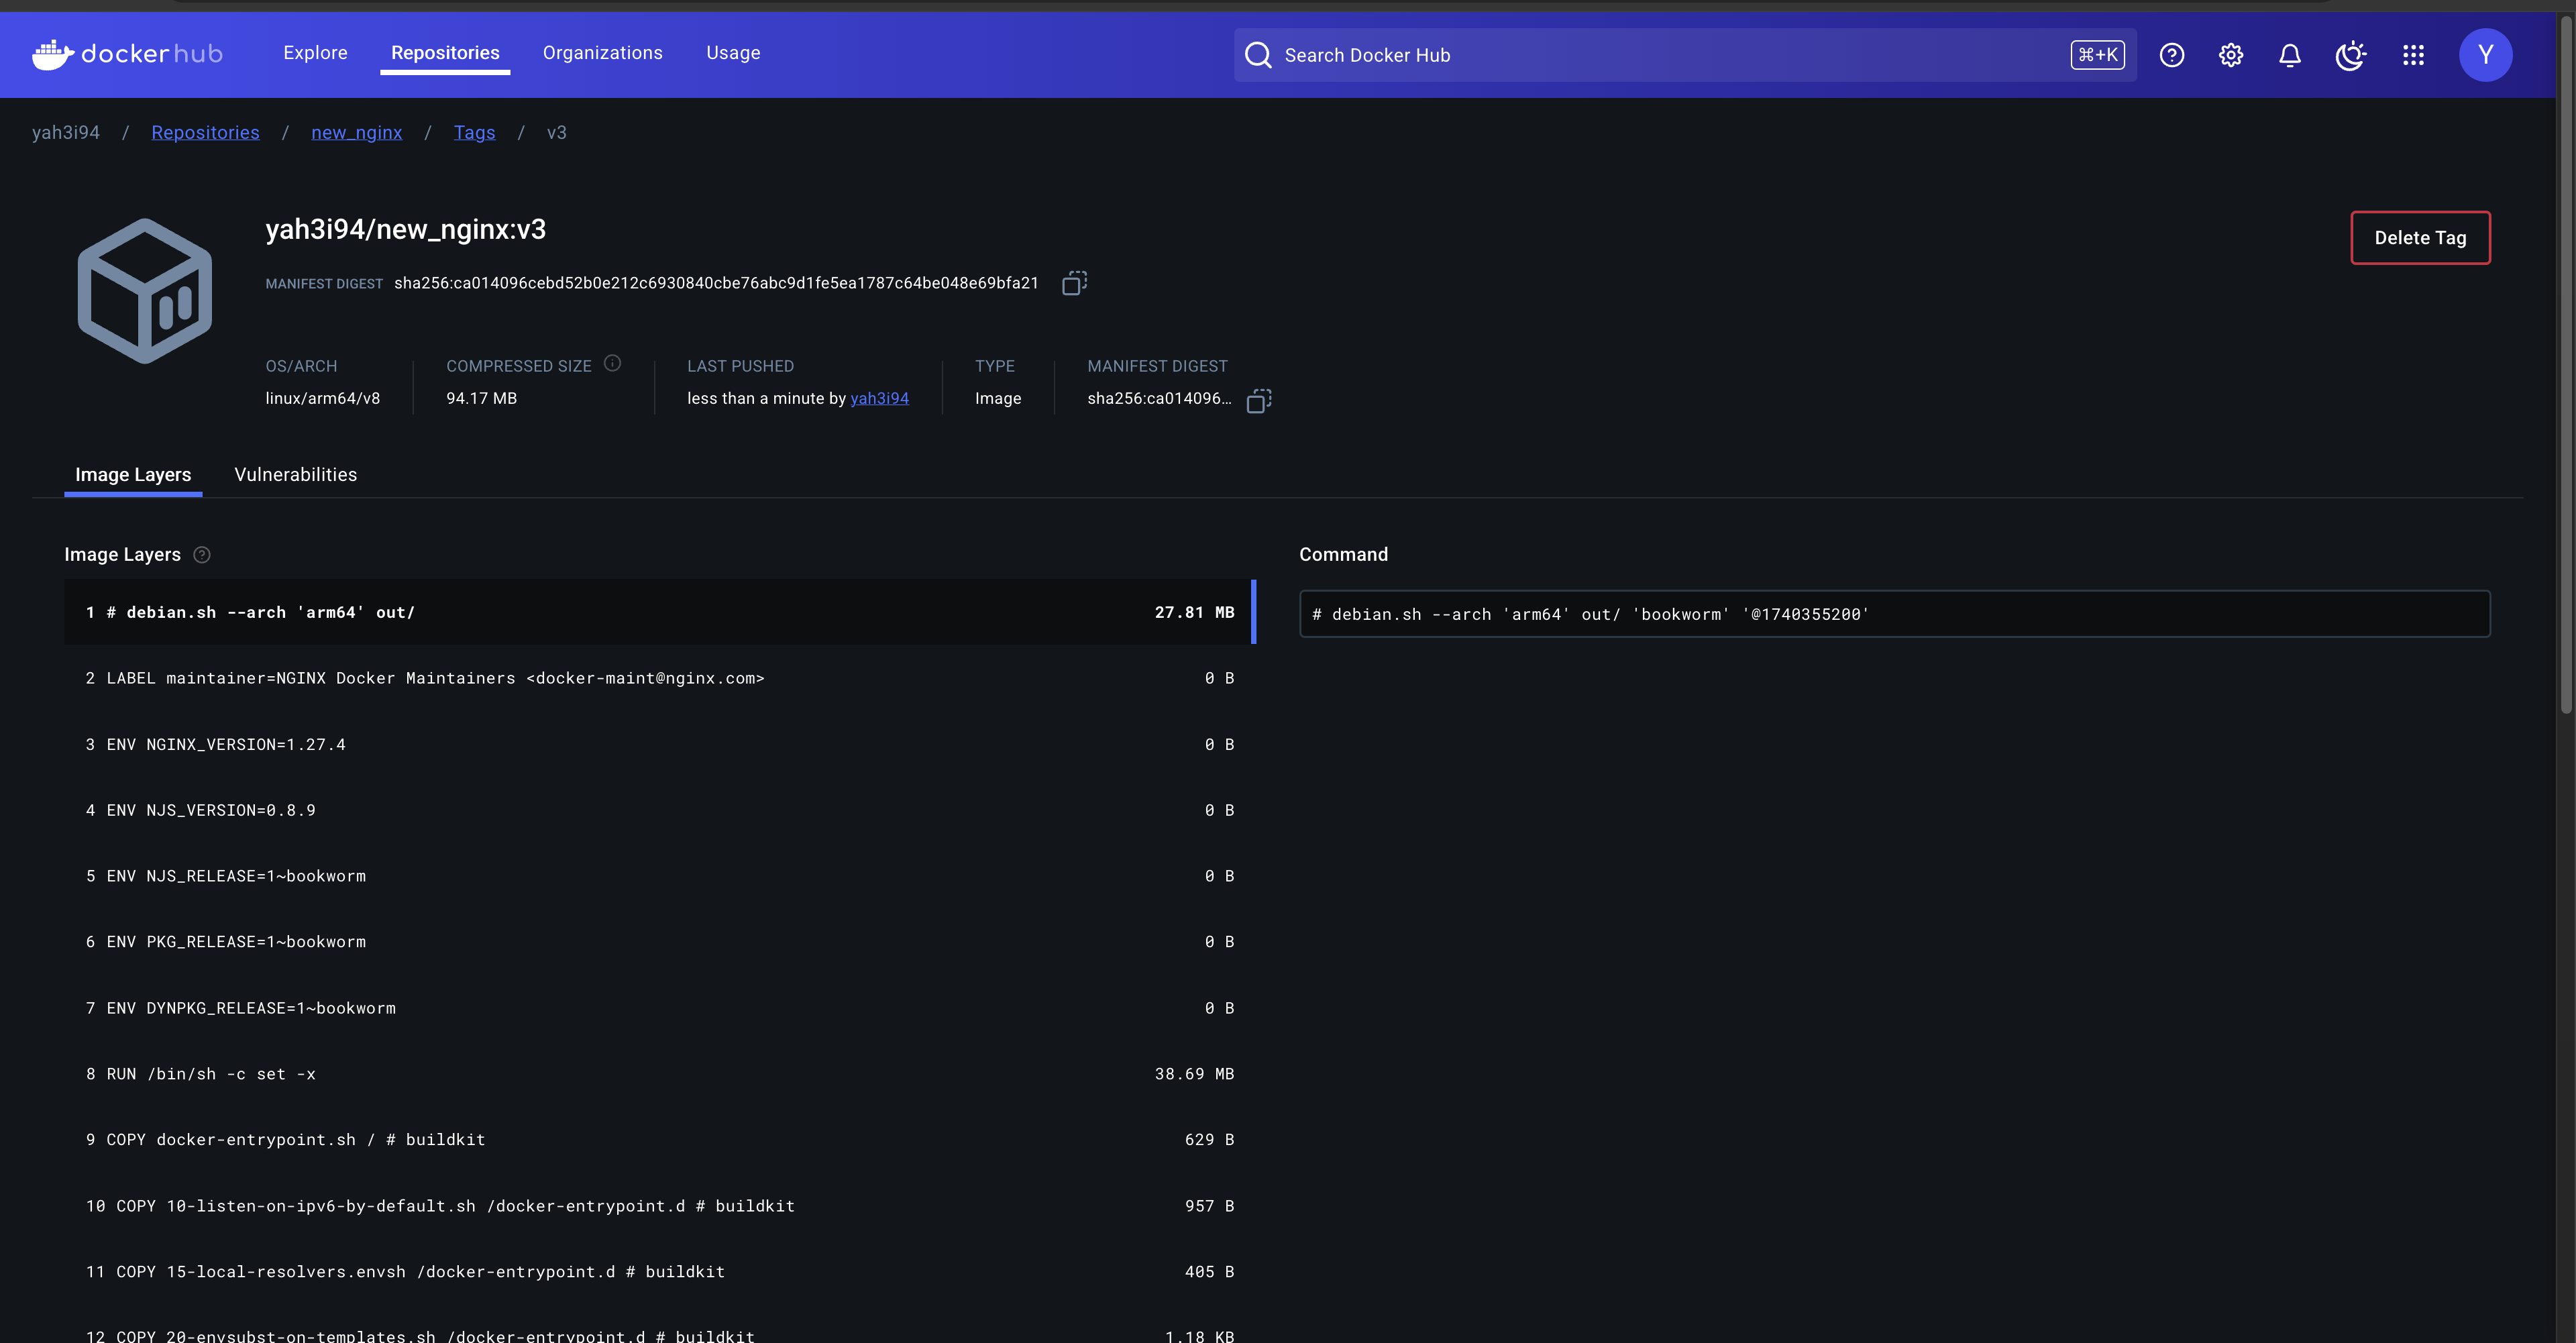 dockerhub Explore Repositories Organizations Usage Search Docker Hub ⌘+K Y
yah3i94 / Repositories / new_nginx / Tags / v3
yah3i94/new_nginx:v3
Delete Tag
MANIFEST DIGEST sha256:ca014096cebd52b0e212c6930840cbe76abc9d1fe5ea1787c64be048e69bfa21
OS/ARCH COMPRESSED SIZE LAST PUSHED TYPE MANIFEST DIGEST
linux/arm64/v8 94.17 MB less than a minute by yah3i94 Image sha256:ca014096…
Image Layers Vulnerabilities
Image Layers Command
1 # debian.sh --arch 'arm64' out/ 27.81 MB
# debian.sh --arch 'arm64' out/ 'bookworm' '@1740355200'
2 LABEL maintainer=NGINX Docker Maintainers <docker-maint@nginx.com> 0 B
3 ENV NGINX_VERSION=1.27.4 0 B
4 ENV NJS_VERSION=0.8.9 0 B
5 ENV NJS_RELEASE=1~bookworm 0 B
6 ENV PKG_RELEASE=1~bookworm 0 B
7 ENV DYNPKG_RELEASE=1~bookworm 0 B
8 RUN /bin/sh -c set -x 38.69 MB
9 COPY docker-entrypoint.sh / # buildkit 629 B
10 COPY 10-listen-on-ipv6-by-default.sh /docker-entrypoint.d # buildkit 957 B
11 COPY 15-local-resolvers.envsh /docker-entrypoint.d # buildkit 405 B
12 COPY 20-envsubst-on-templates.sh /docker-entrypoint.d # buildkit 1.18 KB